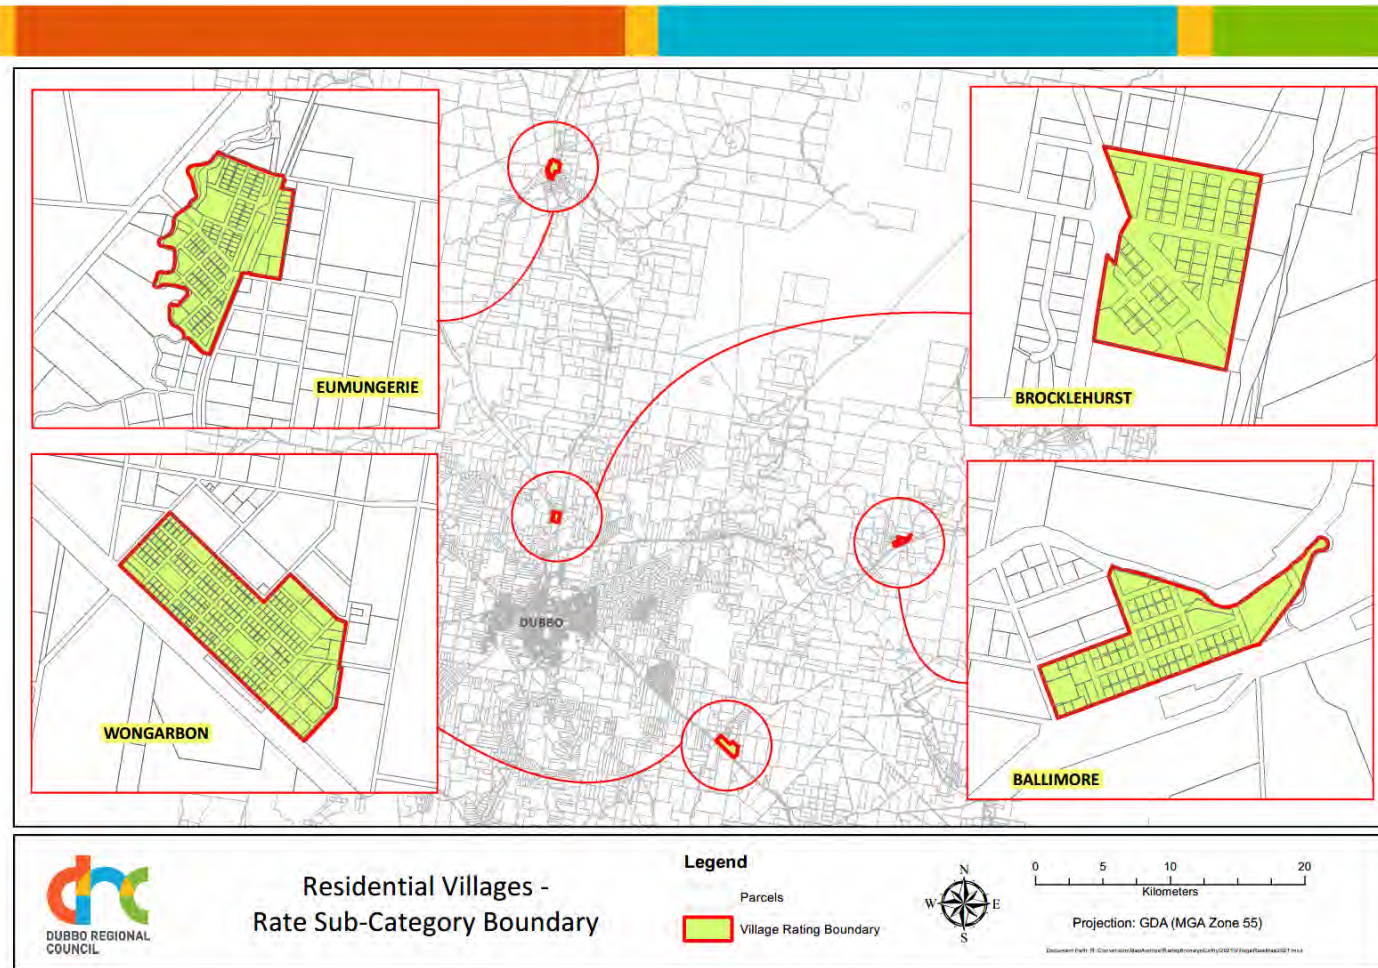 EUMUNGERIE
BROCKLEHURST
DUBBO
WONGARBON
BALLIMORE
DUBBO REGIONAL
COUNCIL
Residential Villages -
Rate Sub-Category Boundary
Legend
Parcels
Village Rating Boundary
N
W
E
S
0 5 10 20
Kilometers
Projection: GDA (MGA Zone 55)